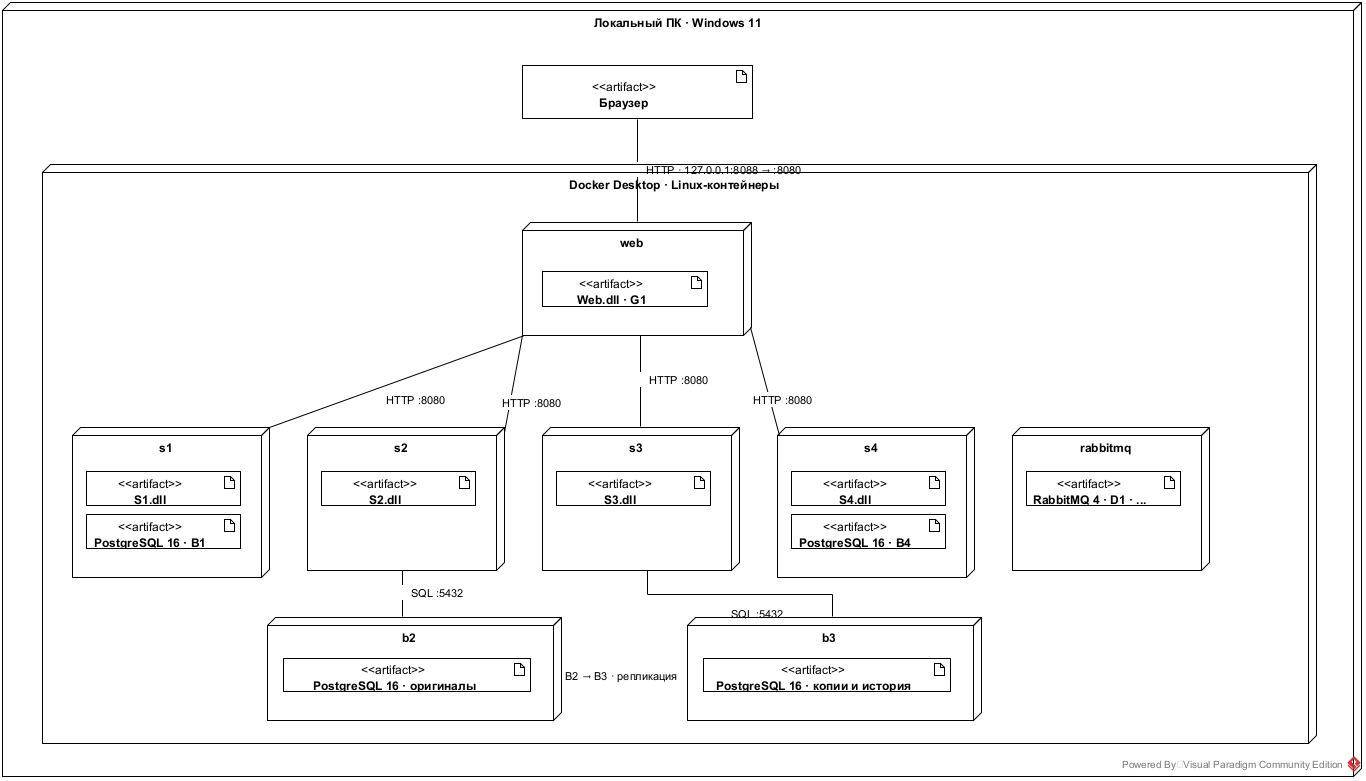 Локальный ПК · Windows 11
<<artifact>>
Браузер
HTTP · 127.0.0.1:8088 → :8080
Docker Desktop · Linux-контейнеры
web
<<artifact>>
Web.dll · G1
HTTP :8080
HTTP :8080
HTTP :8080
HTTP :8080
s1
<<artifact>>
S1.dll
<<artifact>>
PostgreSQL 16 · B1
s2
<<artifact>>
S2.dll
s3
<<artifact>>
S3.dll
s4
<<artifact>>
S4.dll
<<artifact>>
PostgreSQL 16 · B4
rabbitmq
<<artifact>>
RabbitMQ 4 · D1 · ...
SQL :5432
SQL :5432
b2
<<artifact>>
PostgreSQL 16 · оригиналы
B2 → B3 · репликация
b3
<<artifact>>
PostgreSQL 16 · копии и история
Powered By Visual Paradigm Community Edition